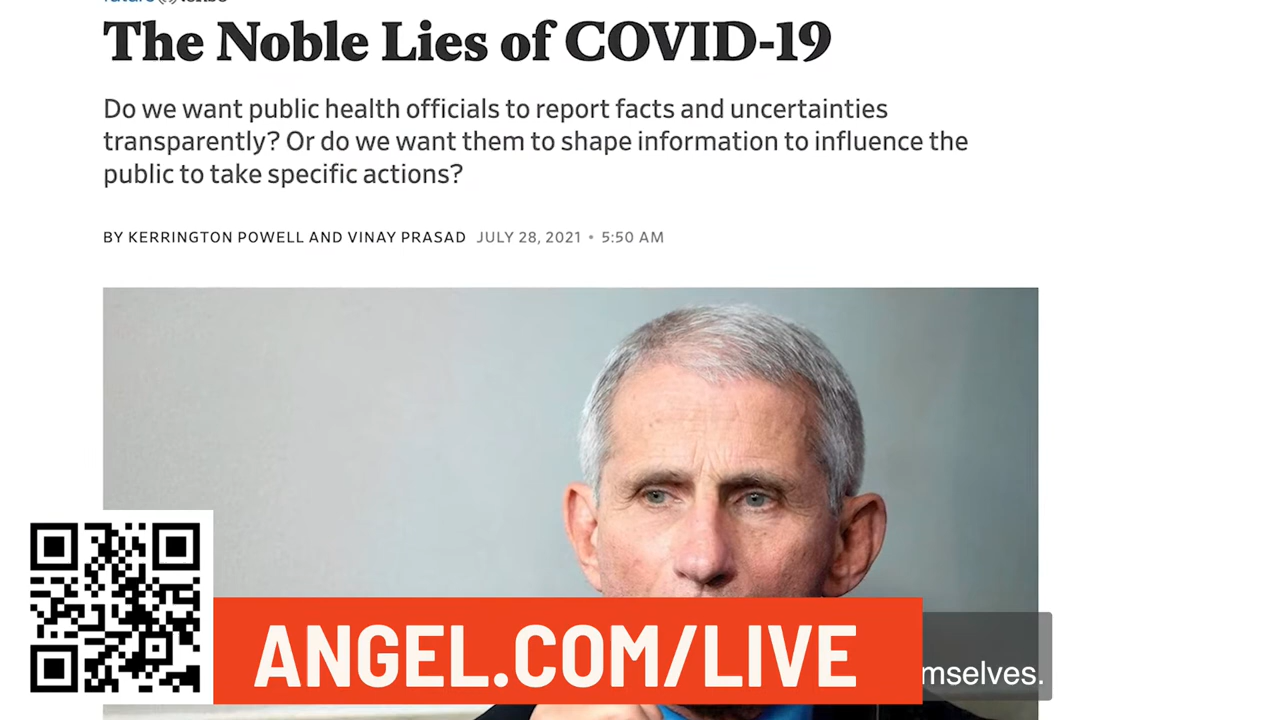 The Noble Lies of COVID-19
Do we want public health officials to report facts and uncertainties
transparently? Or do we want them to shape information to influence the
public to take specific actions?
BY KERRINGTON POWELL AND VINAY PRASAD JULY 28, 2021 • 5:50 AM
ANGEL.COM/LIVE
mselves.